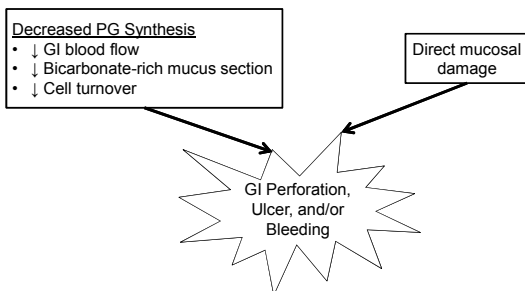 Decreased PG Synthesis
• ↓ GI blood flow
• ↓ Bicarbonate-rich mucus section
• ↓ Cell turnover
Direct mucosal
damage
GI Perforation,
Ulcer, and/or
Bleeding